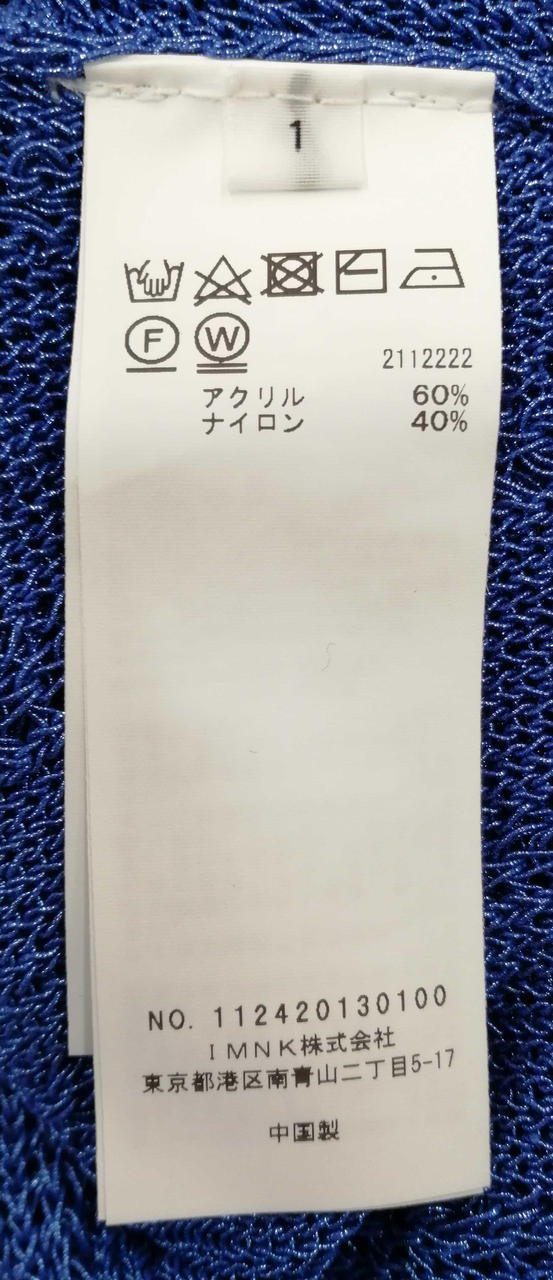 1
F W
2112222
アクリル 60%
ナイロン 40%
NO. 112420130100
IMNK株式会社
東京都港区南青山二丁目5-17
中国製